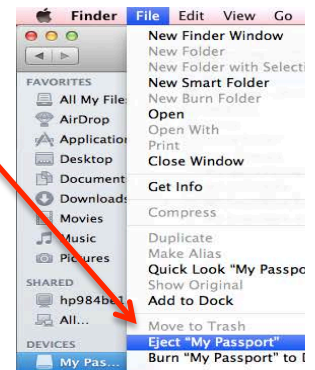 Finder File Edit View Go
New Finder Window
New Folder
New Folder with Selecti
New Smart Folder
New Burn Folder
Open
Open With
Print
Close Window
Get Info
Compress
Duplicate
Make Alias
Quick Look "My Passpo
Show Original
Add to Dock
Move to Trash
Eject "My Passport"
Burn "My Passport" to D
FAVORITES
All My File
AirDrop
Application
Desktop
Document
Downloads
Movies
Music
Pictures
SHARED
hp984be1
All...
DEVICES
My Pas...